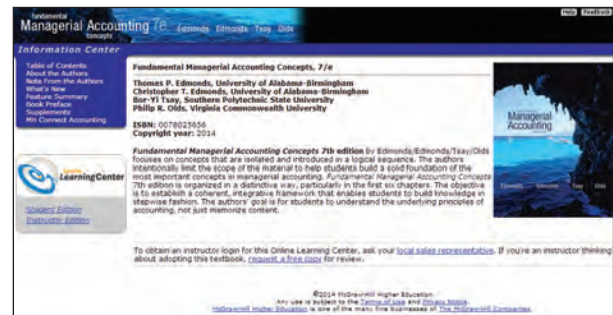 Help Feedback
fundamental
Managerial Accounting 7e Edmonds Edmonds Tsay Olds
concepts
Information Center
Table of Contents
About the Authors
Note From the Authors
What's New
Feature Summary
Book Preface
Supplements
MH Connect Accounting
Online
LearningCenter
Student Edition
Instructor Edition
Fundamental Managerial Accounting Concepts, 7/e
Thomas P. Edmonds, University of Alabama-Birmingham
Christopher T. Edmonds, University of Alabama-Birmingham
Bor-Yi Tsay, Southern Polytechnic State University
Philip R. Olds, Virginia Commonwealth University
ISBN: 0078025656
Copyright year: 2014
Fundamental Managerial Accounting Concepts 7th edition by Edmonds/Edmonds/Tsay/Olds
focuses on concepts that are isolated and introduced in a logical sequence. The authors
intentionally limit the scope of the material to help students build a solid foundation of the
most important concepts in managerial accounting. Fundamental Managerial Accounting Concepts
7th edition is organized in a distinctive way, particularly in the first six chapters. The objective
is to establish a coherent, integrative framework that enables students to build knowledge in
stepwise fashion. The authors' goal is for students to understand the underlying principles of
accounting, not just memorize content.
Managerial
Accounting
Edmonds Edmonds Tsay Olds
To obtain an instructor login for this Online Learning Center, ask your local sales representative. If you're an instructor thinking
about adopting this textbook, request a free copy for review.
©2014 McGraw-Hill Higher Education
Any use is subject to the Terms of Use and Privacy Notice.
McGraw-Hill Higher Education is one of the many fine businesses of The McGraw-Hill Companies.